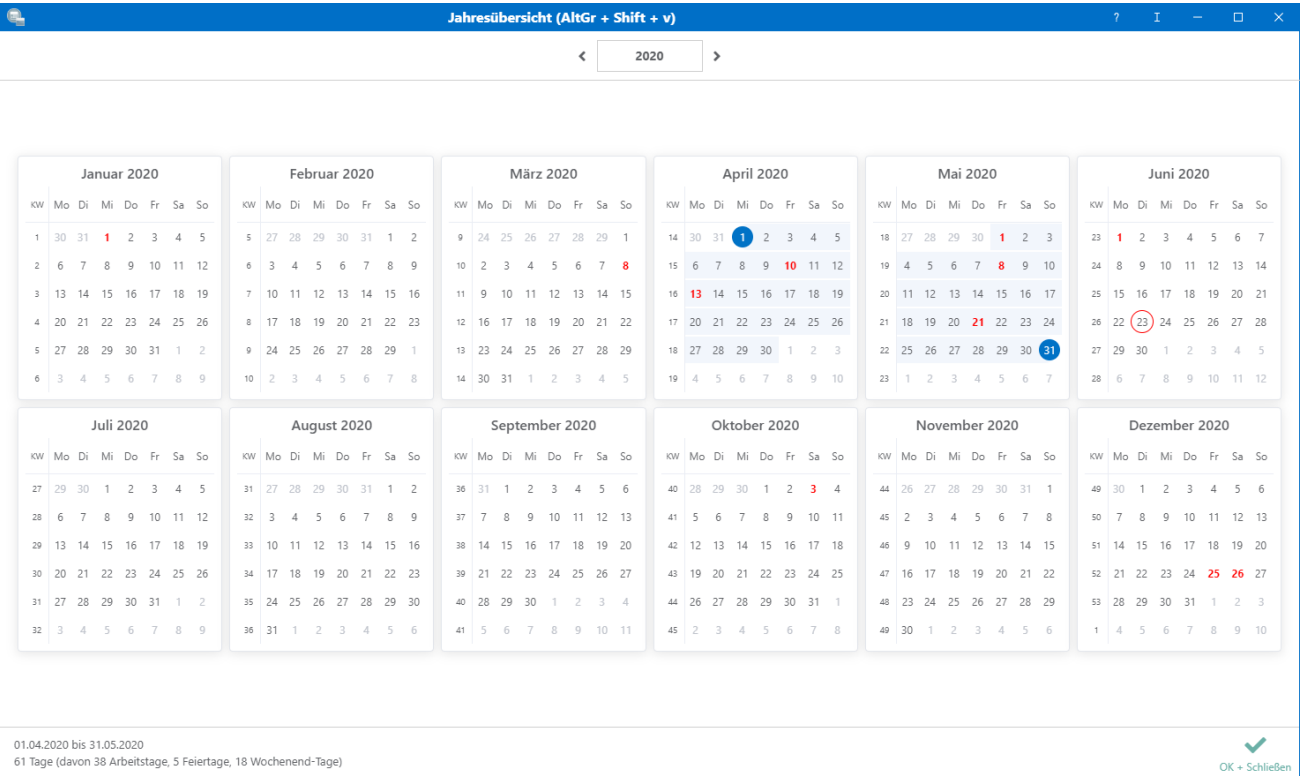 Jahresübersicht (AltGr + Shift + v)
2020
Januar 2020
KW Mo Di Mi Do Fr Sa So
1 30 31 1 2 3 4 5
2 6 7 8 9 10 11 12
3 13 14 15 16 17 18 19
4 20 21 22 23 24 25 26
5 27 28 29 30 31 1 2
6 3 4 5 6 7 8 9
Februar 2020
KW Mo Di Mi Do Fr Sa So
5 27 28 29 30 31 1 2
6 3 4 5 6 7 8 9
7 10 11 12 13 14 15 16
8 17 18 19 20 21 22 23
9 24 25 26 27 28 29 1
10 2 3 4 5 6 7 8
März 2020
KW Mo Di Mi Do Fr Sa So
9 24 25 26 27 28 29 1
10 2 3 4 5 6 7 8
11 9 10 11 12 13 14 15
12 16 17 18 19 20 21 22
13 23 24 25 26 27 28 29
14 30 31 1 2 3 4 5
April 2020
KW Mo Di Mi Do Fr Sa So
14 30 31 1 2 3 4 5
15 6 7 8 9 10 11 12
16 13 14 15 16 17 18 19
17 20 21 22 23 24 25 26
18 27 28 29 30 1 2 3
19 4 5 6 7 8 9 10
Mai 2020
KW Mo Di Mi Do Fr Sa So
18 27 28 29 30 1 2 3
19 4 5 6 7 8 9 10
20 11 12 13 14 15 16 17
21 18 19 20 21 22 23 24
22 25 26 27 28 29 30 31
23 1 2 3 4 5 6 7
Juni 2020
KW Mo Di Mi Do Fr Sa So
23 1 2 3 4 5 6 7
24 8 9 10 11 12 13 14
25 15 16 17 18 19 20 21
26 22 23 24 25 26 27 28
27 29 30 1 2 3 4 5
28 6 7 8 9 10 11 12
Juli 2020
KW Mo Di Mi Do Fr Sa So
27 29 30 1 2 3 4 5
28 6 7 8 9 10 11 12
29 13 14 15 16 17 18 19
30 20 21 22 23 24 25 26
31 27 28 29 30 31 1 2
32 3 4 5 6 7 8 9
August 2020
KW Mo Di Mi Do Fr Sa So
31 27 28 29 30 31 1 2
32 3 4 5 6 7 8 9
33 10 11 12 13 14 15 16
34 17 18 19 20 21 22 23
35 24 25 26 27 28 29 30
36 31 1 2 3 4 5 6
September 2020
KW Mo Di Mi Do Fr Sa So
36 31 1 2 3 4 5 6
37 7 8 9 10 11 12 13
38 14 15 16 17 18 19 20
39 21 22 23 24 25 26 27
40 28 29 30 1 2 3 4
41 5 6 7 8 9 10 11
Oktober 2020
KW Mo Di Mi Do Fr Sa So
40 28 29 30 1 2 3 4
41 5 6 7 8 9 10 11
42 12 13 14 15 16 17 18
43 19 20 21 22 23 24 25
44 26 27 28 29 30 31 1
45 2 3 4 5 6 7 8
November 2020
KW Mo Di Mi Do Fr Sa So
44 26 27 28 29 30 31 1
45 2 3 4 5 6 7 8
46 9 10 11 12 13 14 15
47 16 17 18 19 20 21 22
48 23 24 25 26 27 28 29
49 30 1 2 3 4 5 6
Dezember 2020
KW Mo Di Mi Do Fr Sa So
49 30 1 2 3 4 5 6
50 7 8 9 10 11 12 13
51 14 15 16 17 18 19 20
52 21 22 23 24 25 26 27
53 28 29 30 31 1 2 3
1 4 5 6 7 8 9 10
01.04.2020 bis 31.05.2020
61 Tage (davon 38 Arbeitstage, 5 Feiertage, 18 Wochenend-Tage)
OK + Schließen